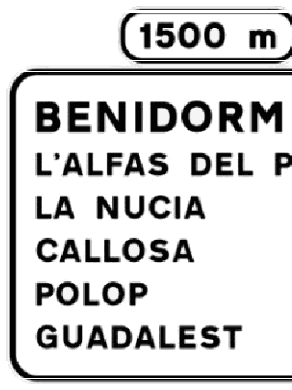 1500 m
BENIDORM
L'ALFAS DEL P
LA NUCIA
CALLOSA
POLOP
GUADALEST